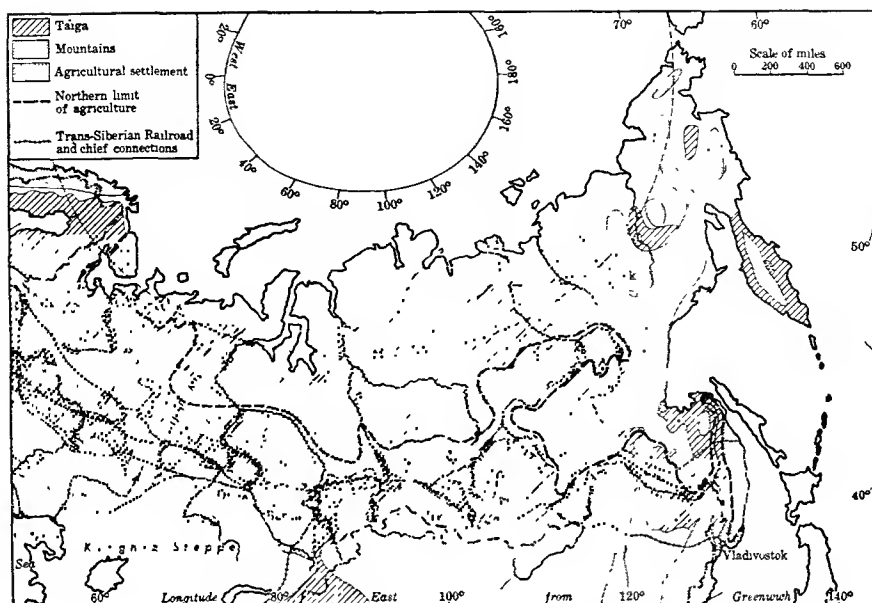 Taiga
Mountains
Agricultural settlement
Northern limit
of agriculture
Trans-Siberian Railroad
and chief connections
20°
West
0°
East
20°
40°
60°
80°
100°
120°
140°
160°
180°
160°
70°
60°
Scale of miles
0 200 400 600
50°
40°
Vladivostok
Sea
Steppe
60°
Longitude
80°
East
100°
from
120°
Greenwich
140°